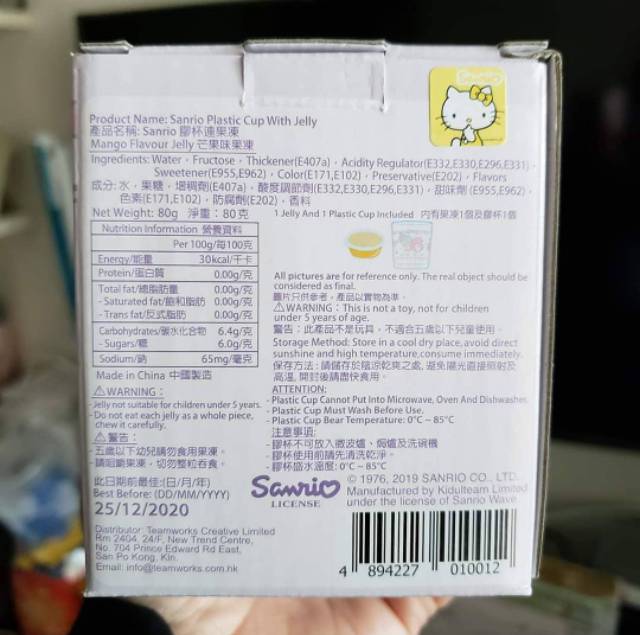 Product Name: Sanrio Plastic Cup With Jelly
產品名稱: Sanrio 膠杯連果凍
Mango Flavour Jelly 芒果味果凍
Ingredients: Water، Fructose، Thickener(E407a)، Acidity Regulator(E332,E330,E296,E331)،
Sweetener(E955,E962)، Color(E171,E102)، Preservative(E202)، Flavors
成分: 水，果糖，增稠劑(E407a)，酸度調節劑(E332,E330,E296,E331)，甜味劑 (E955,E962)，
色素(E171,E102)，防腐劑(E202)，香料
Net Weight: 80g 淨重：80克
Nutrition Information 營養資料
Per 100g/每100克
Energy/能量 30kcal/千卡
Protein/蛋白質 0.00g/克
Total fat/總脂肪量 0.00g/克
- Saturated fat/飽和脂肪 0.00g/克
- Trans fat/反式脂肪 0.00g/克
Carbohydrates/碳水化合物 6.4g/克
- Sugars/糖 6.0g/克
Sodium/鈉 65mg/毫克
Made in China 中國製造
⚠WARNING：
Jelly not suitable for children under 5 years.
- Do not eat each jelly as a whole piece,
chew it carefully.
⚠警告：
五歲以下幼兒請勿食用果凍。
請咀嚼果凍，切勿整粒吞食。
此日期前最佳:(日/月/年)
Best Before: (DD/MM/YYYY)
25/12/2020
Distributor: Teamworks Creative Limited
Rm 2404, 24/F, New Trend Centre,
No. 704 Prince Edward Rd East,
San Po Kong, Kln.
Email: info@teamworks.com.hk
1 Jelly And 1 Plastic Cup Included 内有果凍1個及膠杯1個
All pictures are for reference only. The real object should be
considered as final.
圖片只供參考，產品以實物為準。
⚠WARNING：This is not a toy, not for children
under 5 years of age.
警告：此產品不是玩具，不適合五歲以下兒童使用。
Storage Method: Store in a cool dry place, avoid direct
sunshine and high temperature,consume immediately.
保存方法：請儲存於陰涼乾爽之處, 避免陽光直接照射及
高溫, 開封後請盡快食用。
ATTENTION:
- Plastic Cup Cannot Put Into Microwave, Oven And Dishwashes.
- Plastic Cup Must Wash Before Use.
- Plastic Cup Bear Temperature: 0°C ~ 85°C
注意事項:
- 膠杯不可放入微波爐、焗爐及洗碗機
- 膠杯使用前請先清洗乾淨。
- 膠杯盛水溫度: 0°C ~ 85°C
Sanrio
LICENSE
© 1976, 2019 SANRIO CO., LTD.
Manufactured by Kidulteam Limited
under the license of Sanrio Wave
4 894227 010012